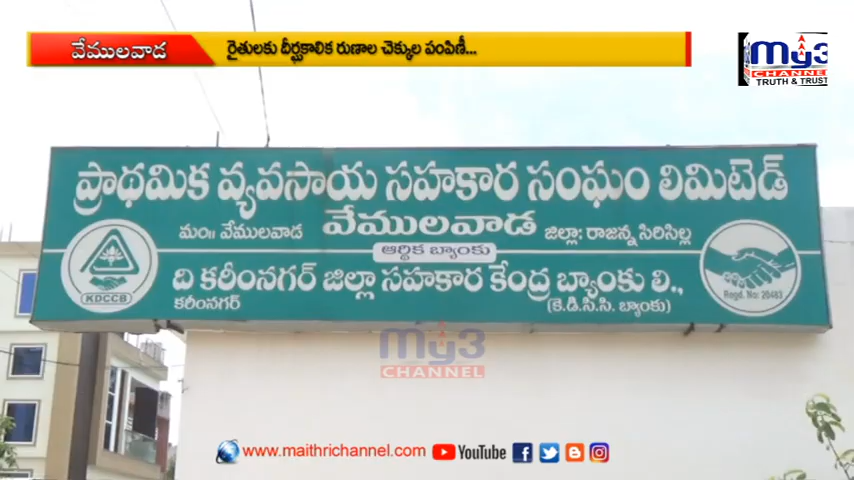 వేములవాడ
రైతులకు దీర్ఘకాలిక రుణాల చెక్కుల పంపిణీ...
my3
CHANNEL
TRUTH & TRUST
ప్రాథమిక వ్యవసాయ సహకార సంఘం లిమిటెడ్
మం॥ వేములవాడ వేములవాడ జిల్లా: రాజన్న సిరిసిల్ల
ఆర్థిక బ్యాంకు
ది కరీంనగర్ జిల్లా సహకార కేంద్ర బ్యాంకు లి.,
కరీంనగర్ (కె.డి.సి.సి. బ్యాంకు)
KDCCB
Regd. No: 20483
my3
CHANNEL
www.maithrichannel.com YouTube